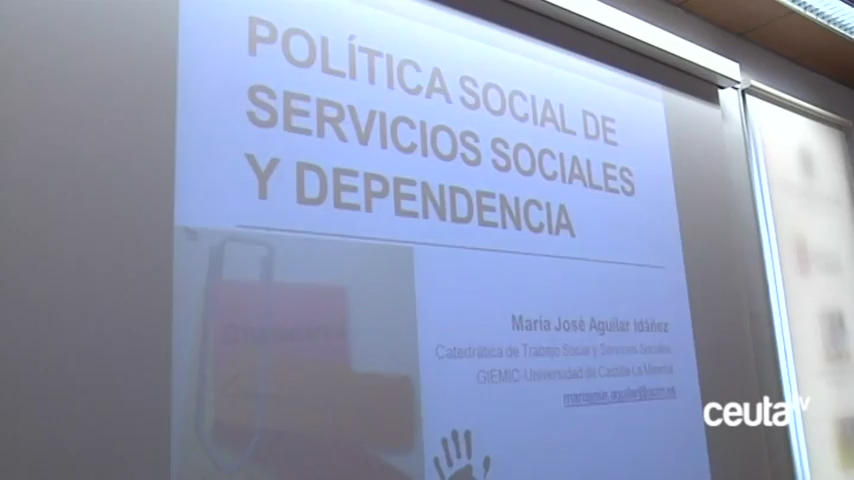 POLÍTICA SOCIAL DE
SERVICIOS SOCIALES
Y DEPENDENCIA
María José Aguilar Idáñez
Catedrática de Trabajo Social y Servicios Sociales
GIEMIC-Universidad de Castilla-La Mancha
ceuta tv